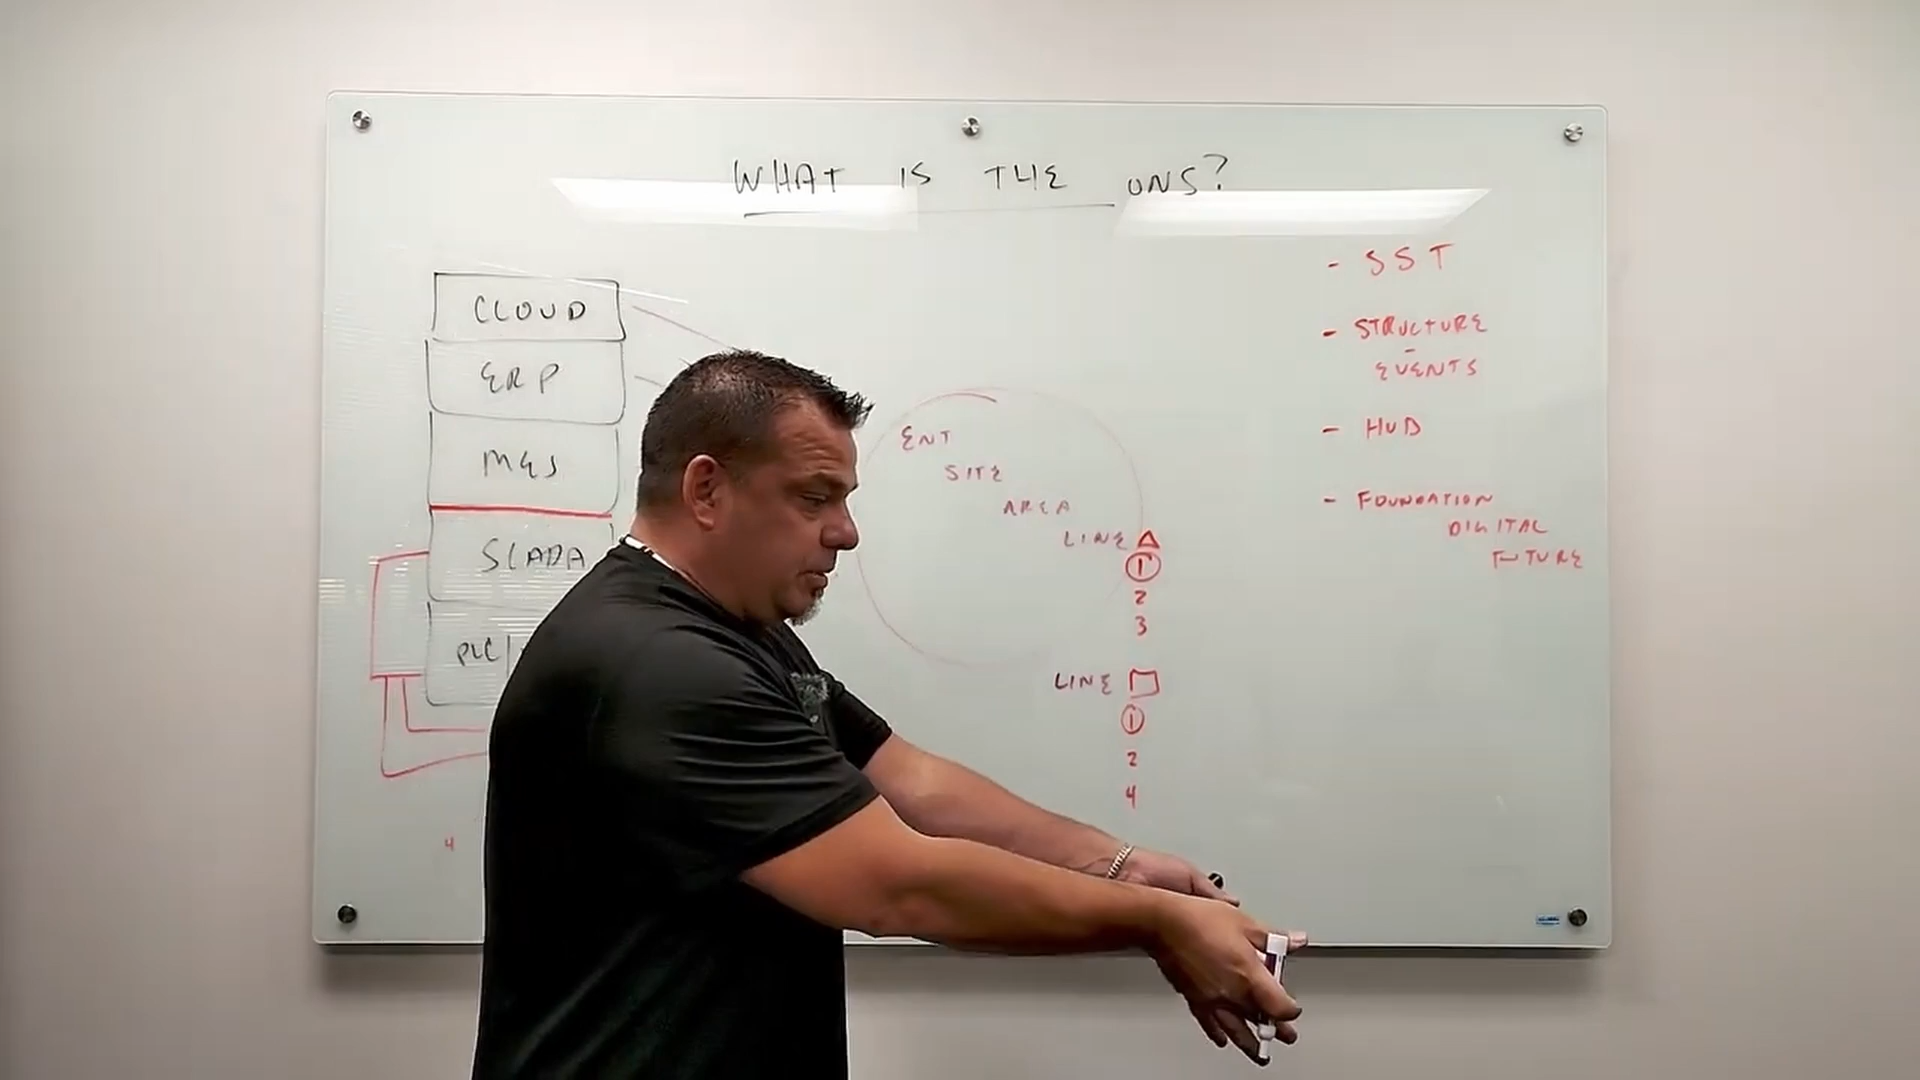 WHAT IS THE UNS?
CLOUD
ERP
MES
SCADA
PLC/
4
ENT
SITE
AREA
LINE
1
2
3
LINE
1
2
4
- SST
- STRUCTURE
- EVENTS
- HUB
- FOUNDATION
DIGITAL
FUTURE